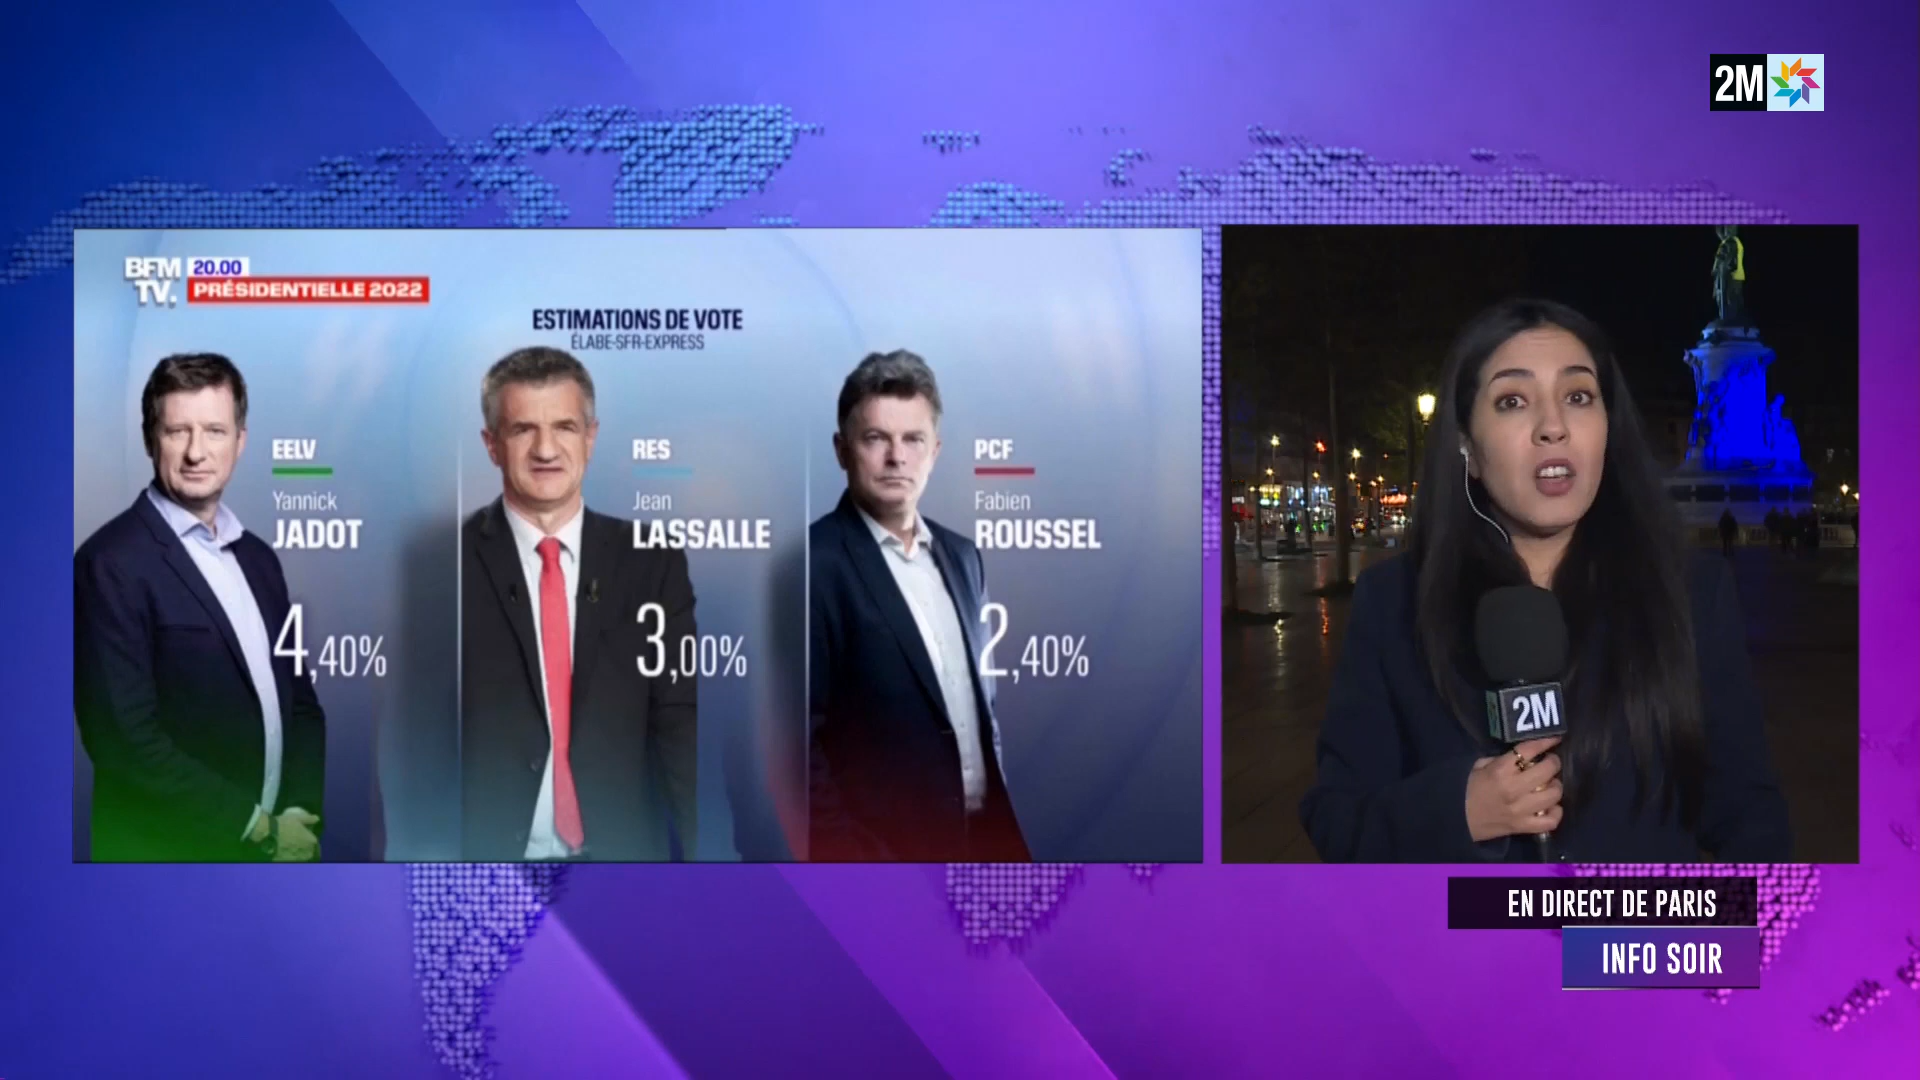 2M
BFM
TV.
20.00
PRÉSIDENTIELLE 2022
ESTIMATIONS DE VOTE
ÉLABE-SFR-EXPRESS
EELV
Yannick
JADOT
4,40%
RES
Jean
LASSALLE
3,00%
PCF
Fabien
ROUSSEL
2,40%
2M
EN DIRECT DE PARIS
INFO SOIR